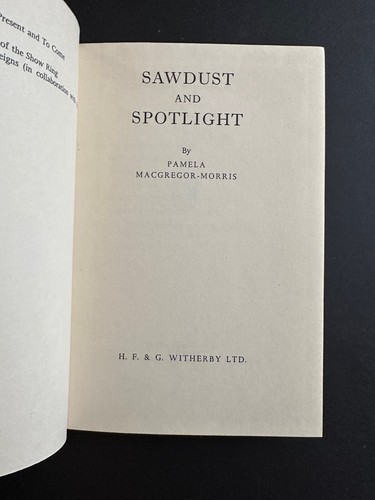 Present and To Come
of the Show Ring
eigns (in collaboration with
SAWDUST
AND
SPOTLIGHT
By
PAMELA
MACGREGOR-MORRIS
H. F. & G. WITHERBY LTD.